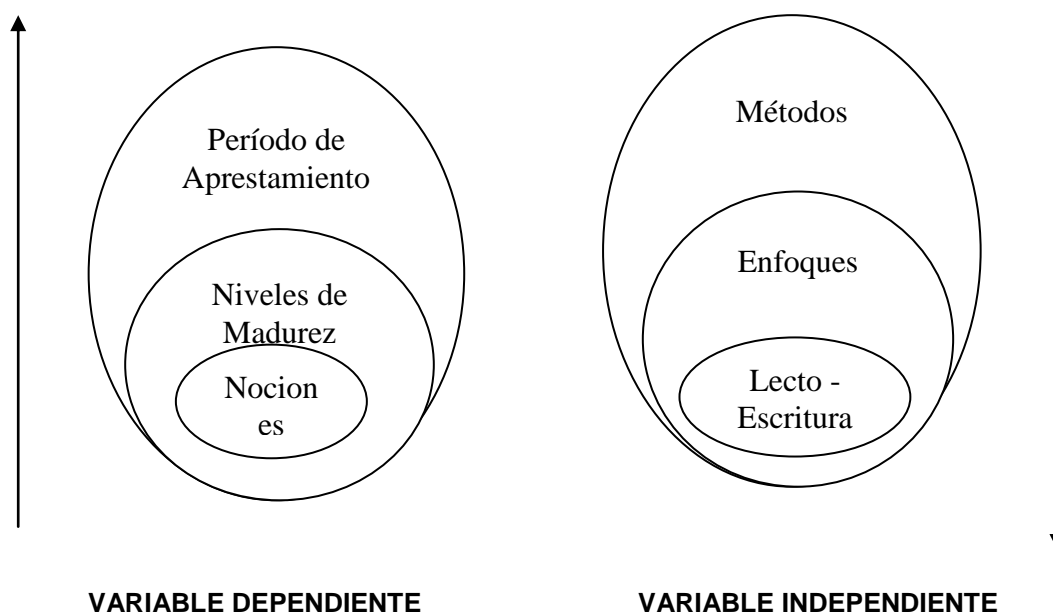 Período de
Aprestamiento
Niveles de
Madurez
Nocion
es
Métodos
Enfoques
Lecto -
Escritura
VARIABLE DEPENDIENTE
VARIABLE INDEPENDIENTE